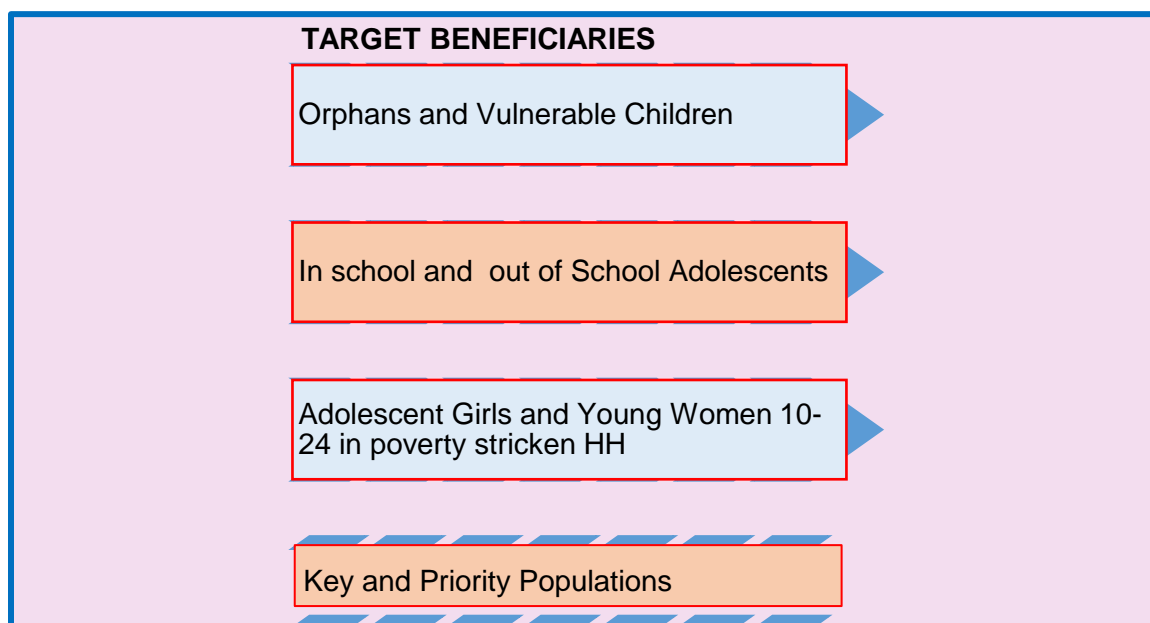 TARGET BENEFICIARIES
Orphans and Vulnerable Children
In school and  out of School Adolescents
Adolescent Girls and Young Women 10-
24 in poverty stricken HH
Key and Priority Populations